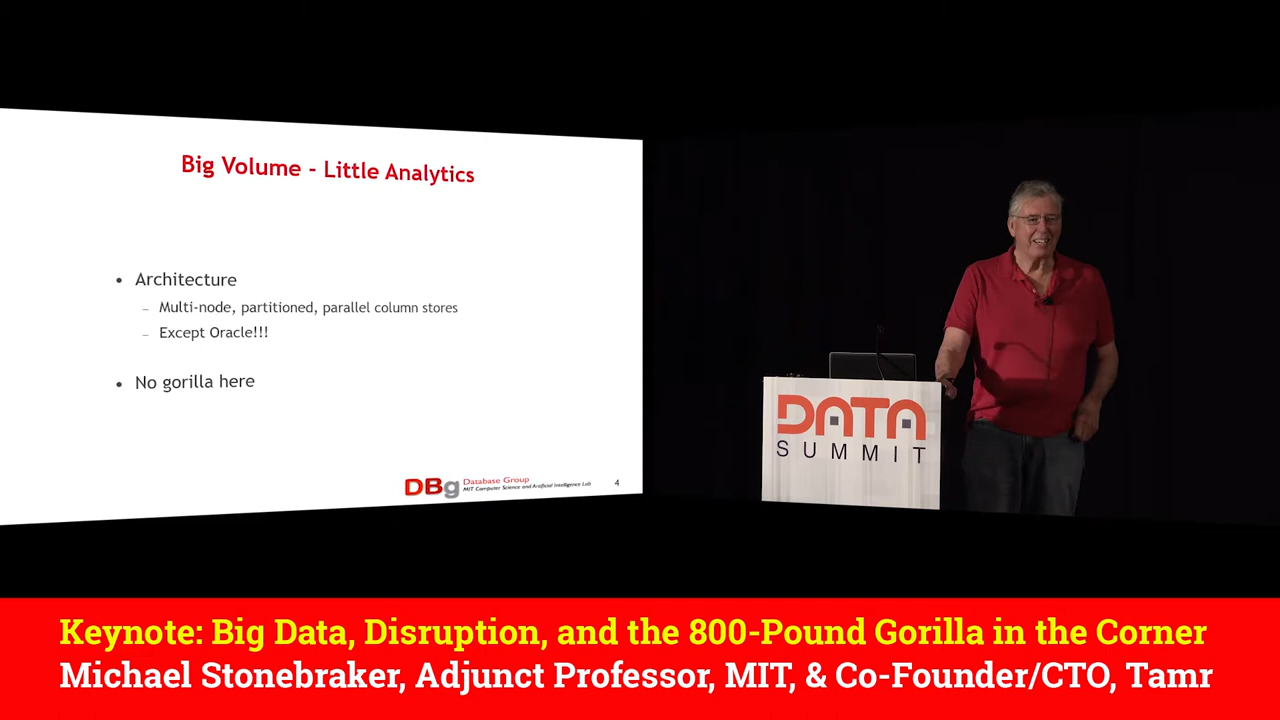 Big Volume - Little Analytics
• Architecture
– Multi-node, partitioned, parallel column stores
– Except Oracle!!!
• No gorilla here
DBg
Database Group
MIT Computer Science and Artificial Intelligence Lab
4
DATA
SUMMIT
Keynote: Big Data, Disruption, and the 800-Pound Gorilla in the Corner
Michael Stonebraker, Adjunct Professor, MIT, & Co-Founder/CTO, Tamr